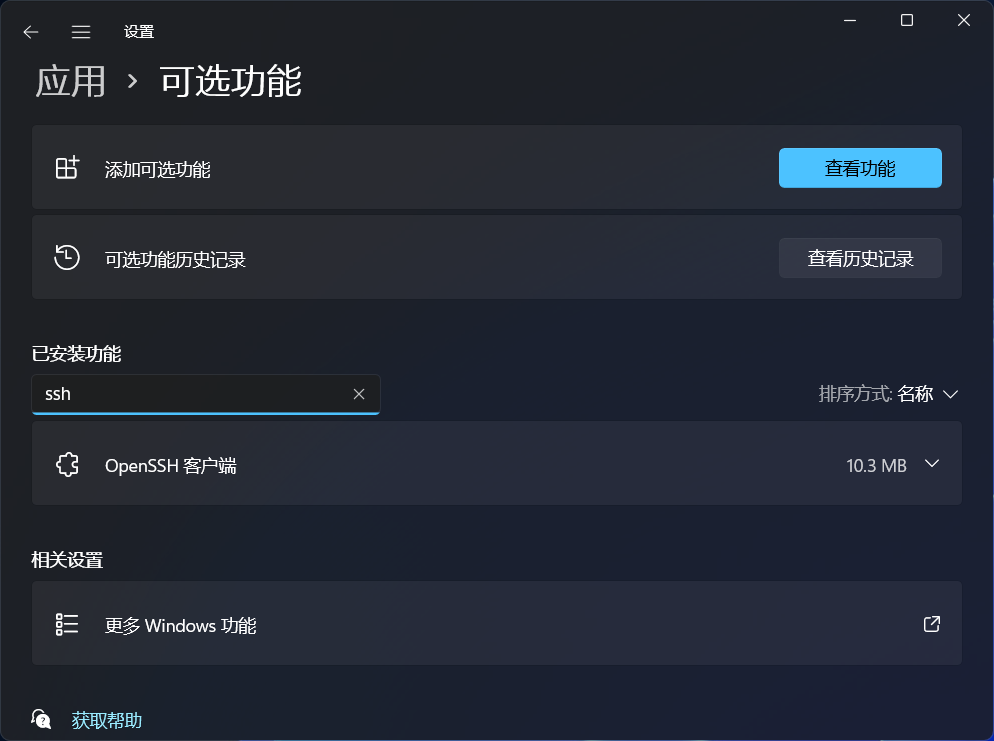 设置
应用 › 可选功能
添加可选功能
查看功能
可选功能历史记录
查看历史记录
已安装功能
ssh
排序方式: 名称
OpenSSH 客户端
10.3 MB
相关设置
更多 Windows 功能
获取帮助